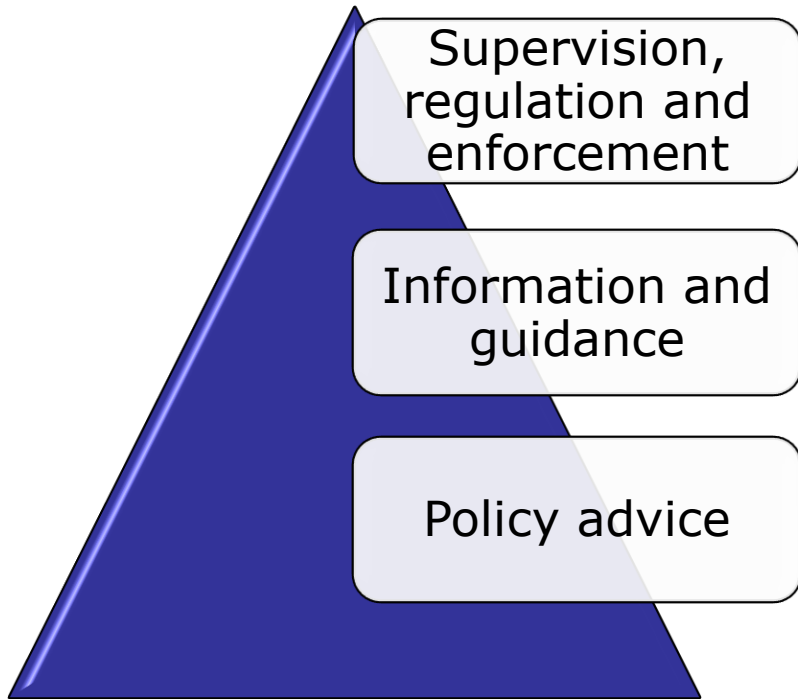 Supervision,
regulation and
enforcement
Information and
guidance
Policy advice